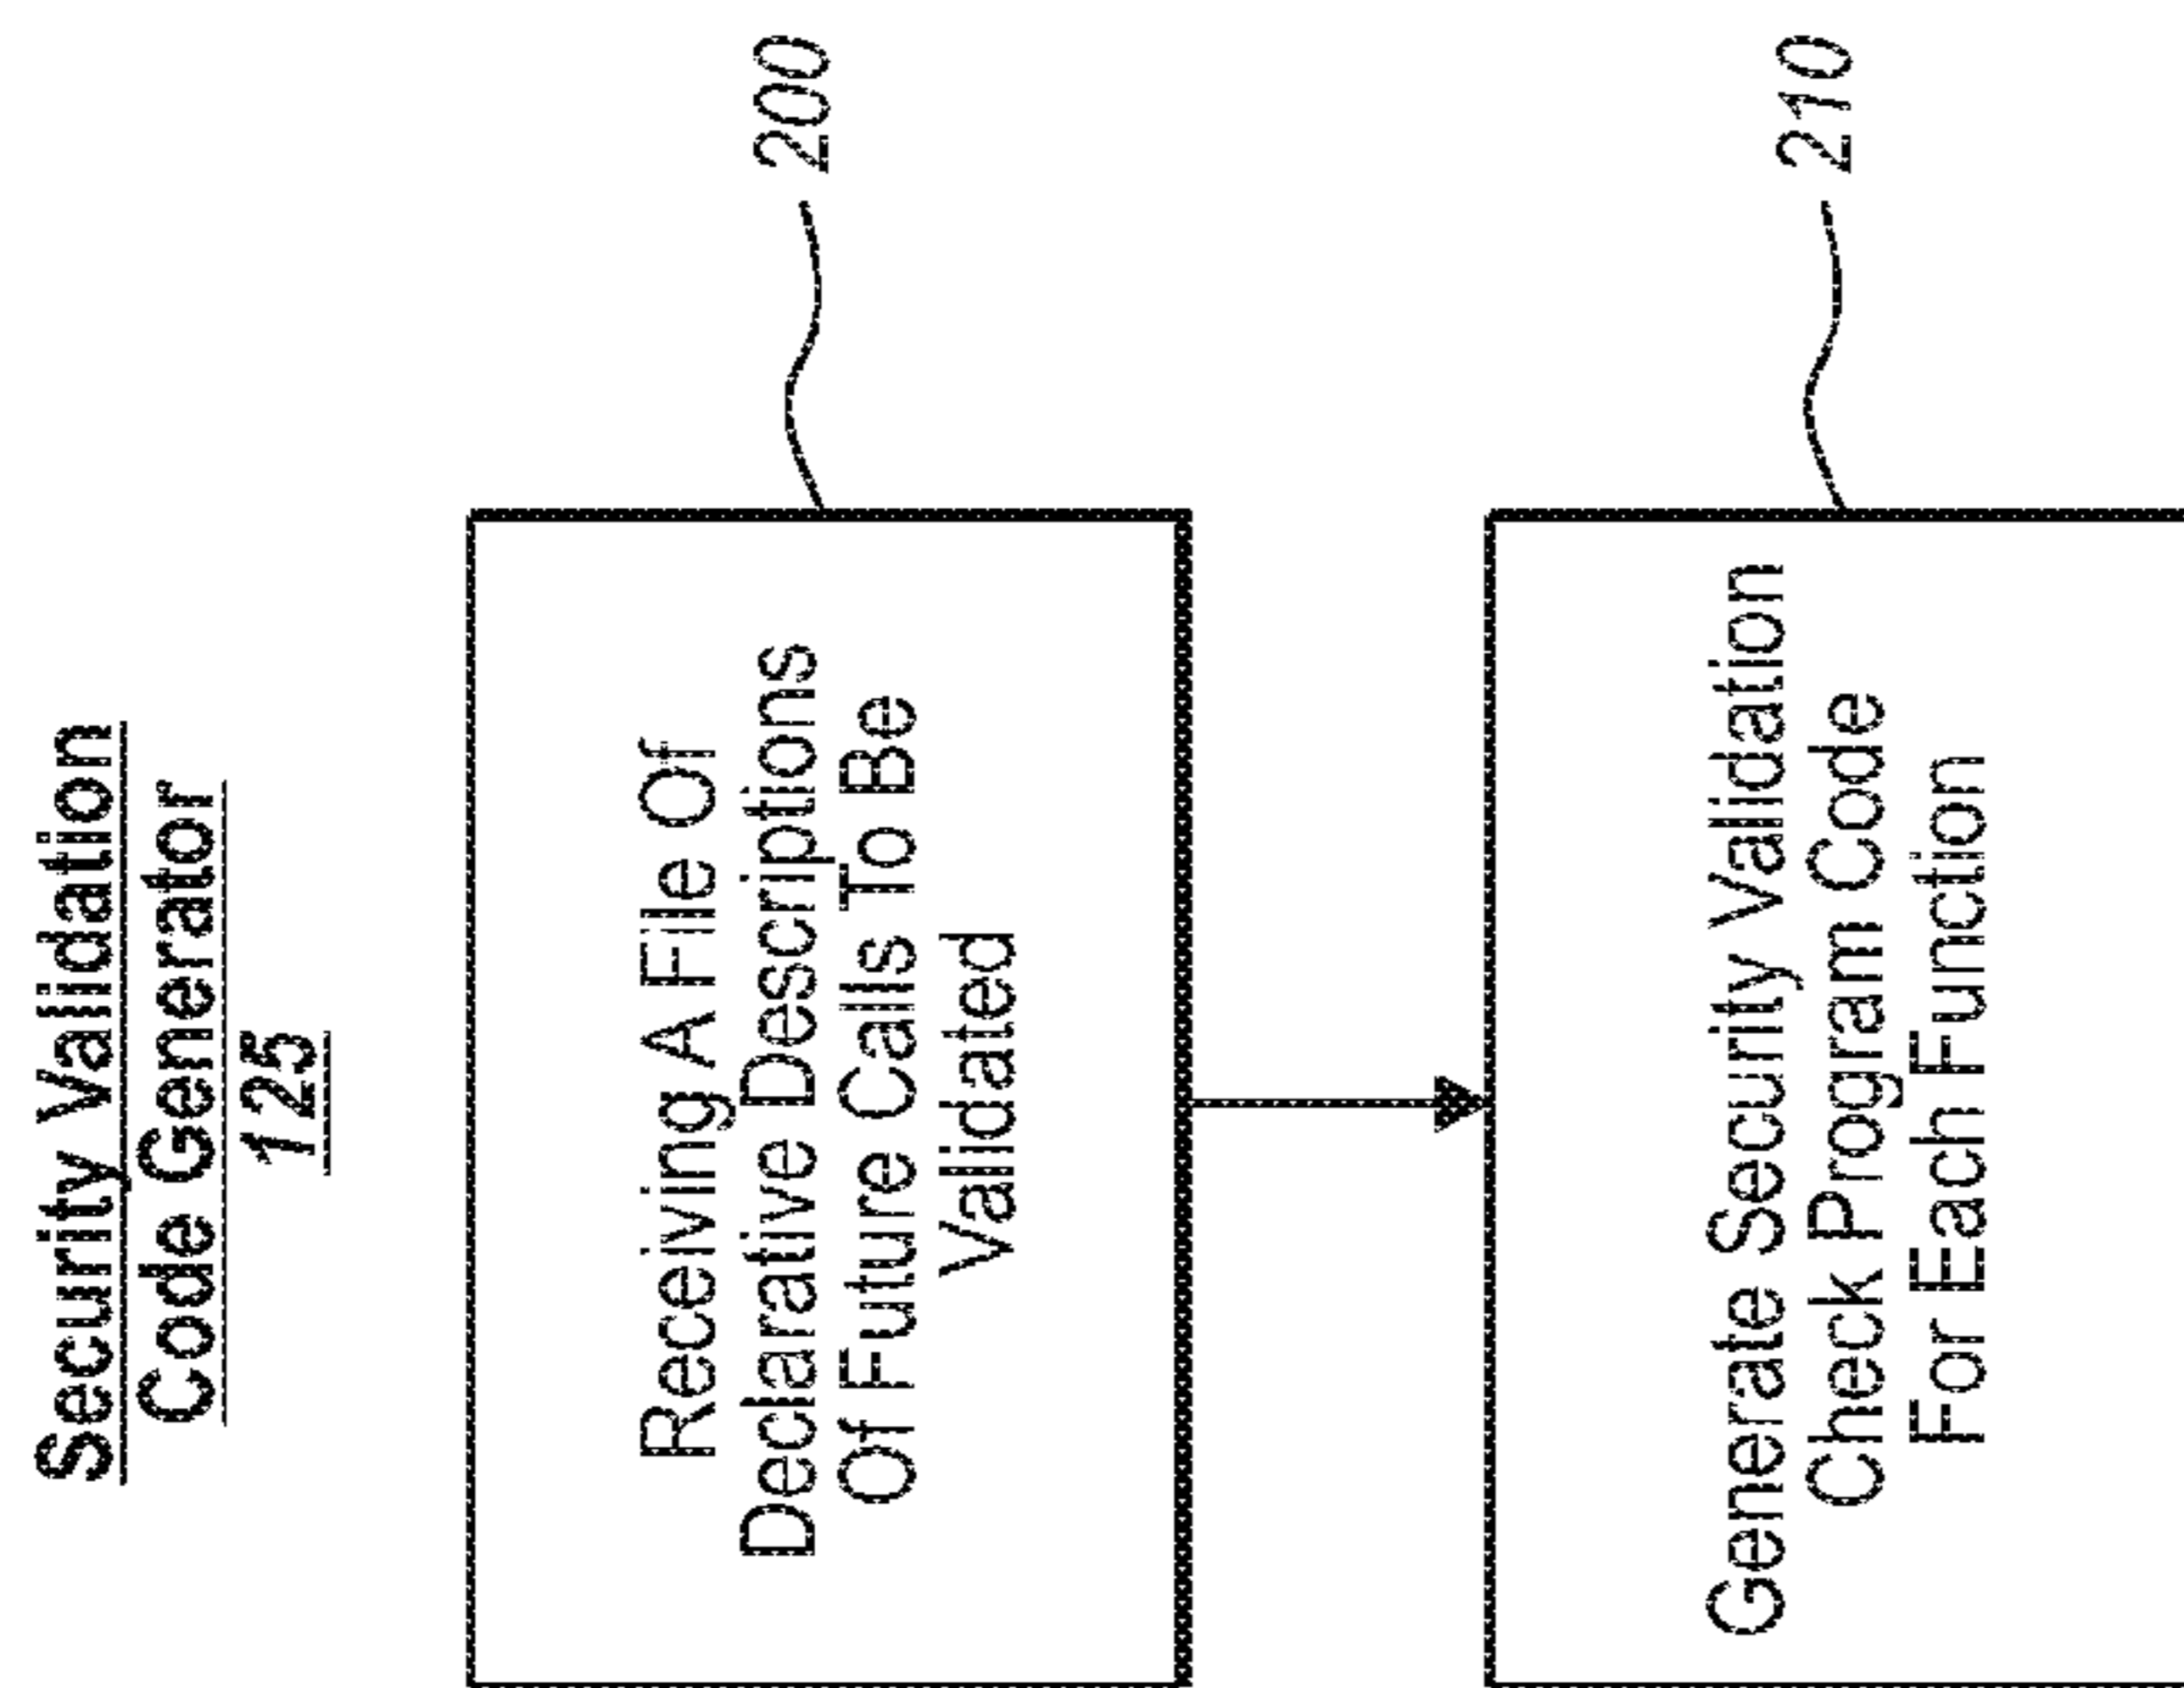 Security Validation
Code Generator
125
Receiving A File Of
Declarative Descriptions
Of Future Calls To Be
Validated
200
Generate Security Validation
Check Program Code
For Each Function
210